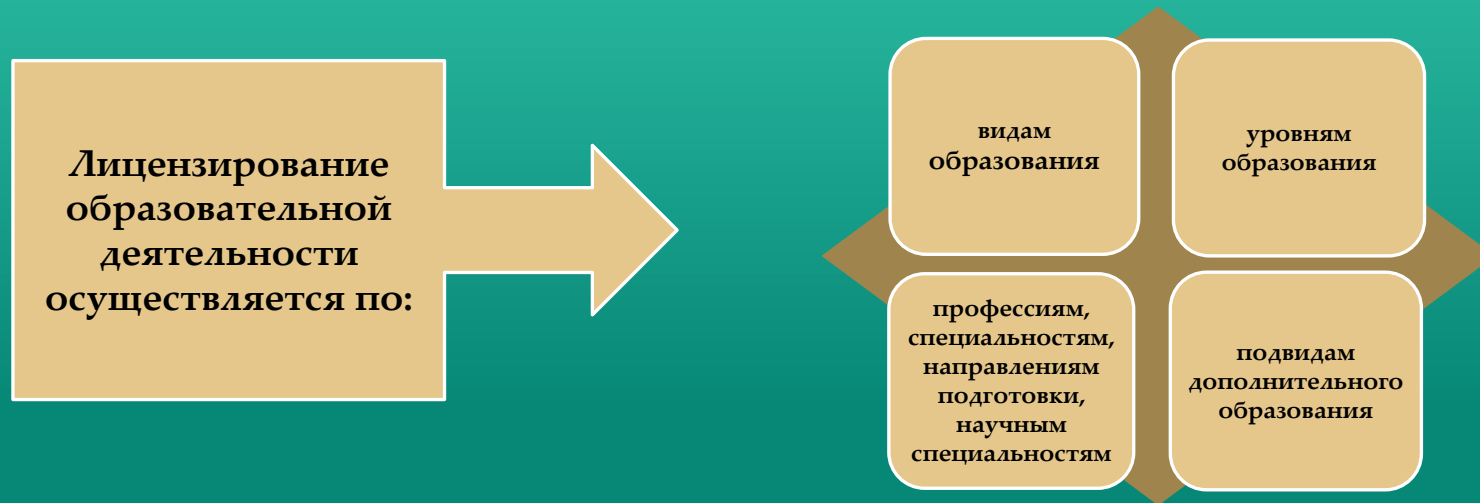 Лицензирование
образовательной
деятельности
осуществляется по:
видам
образования
уровням
образования
профессиям,
специальностям,
направлениям
подготовки,
научным
специальностям
подвидам
дополнительного
образования